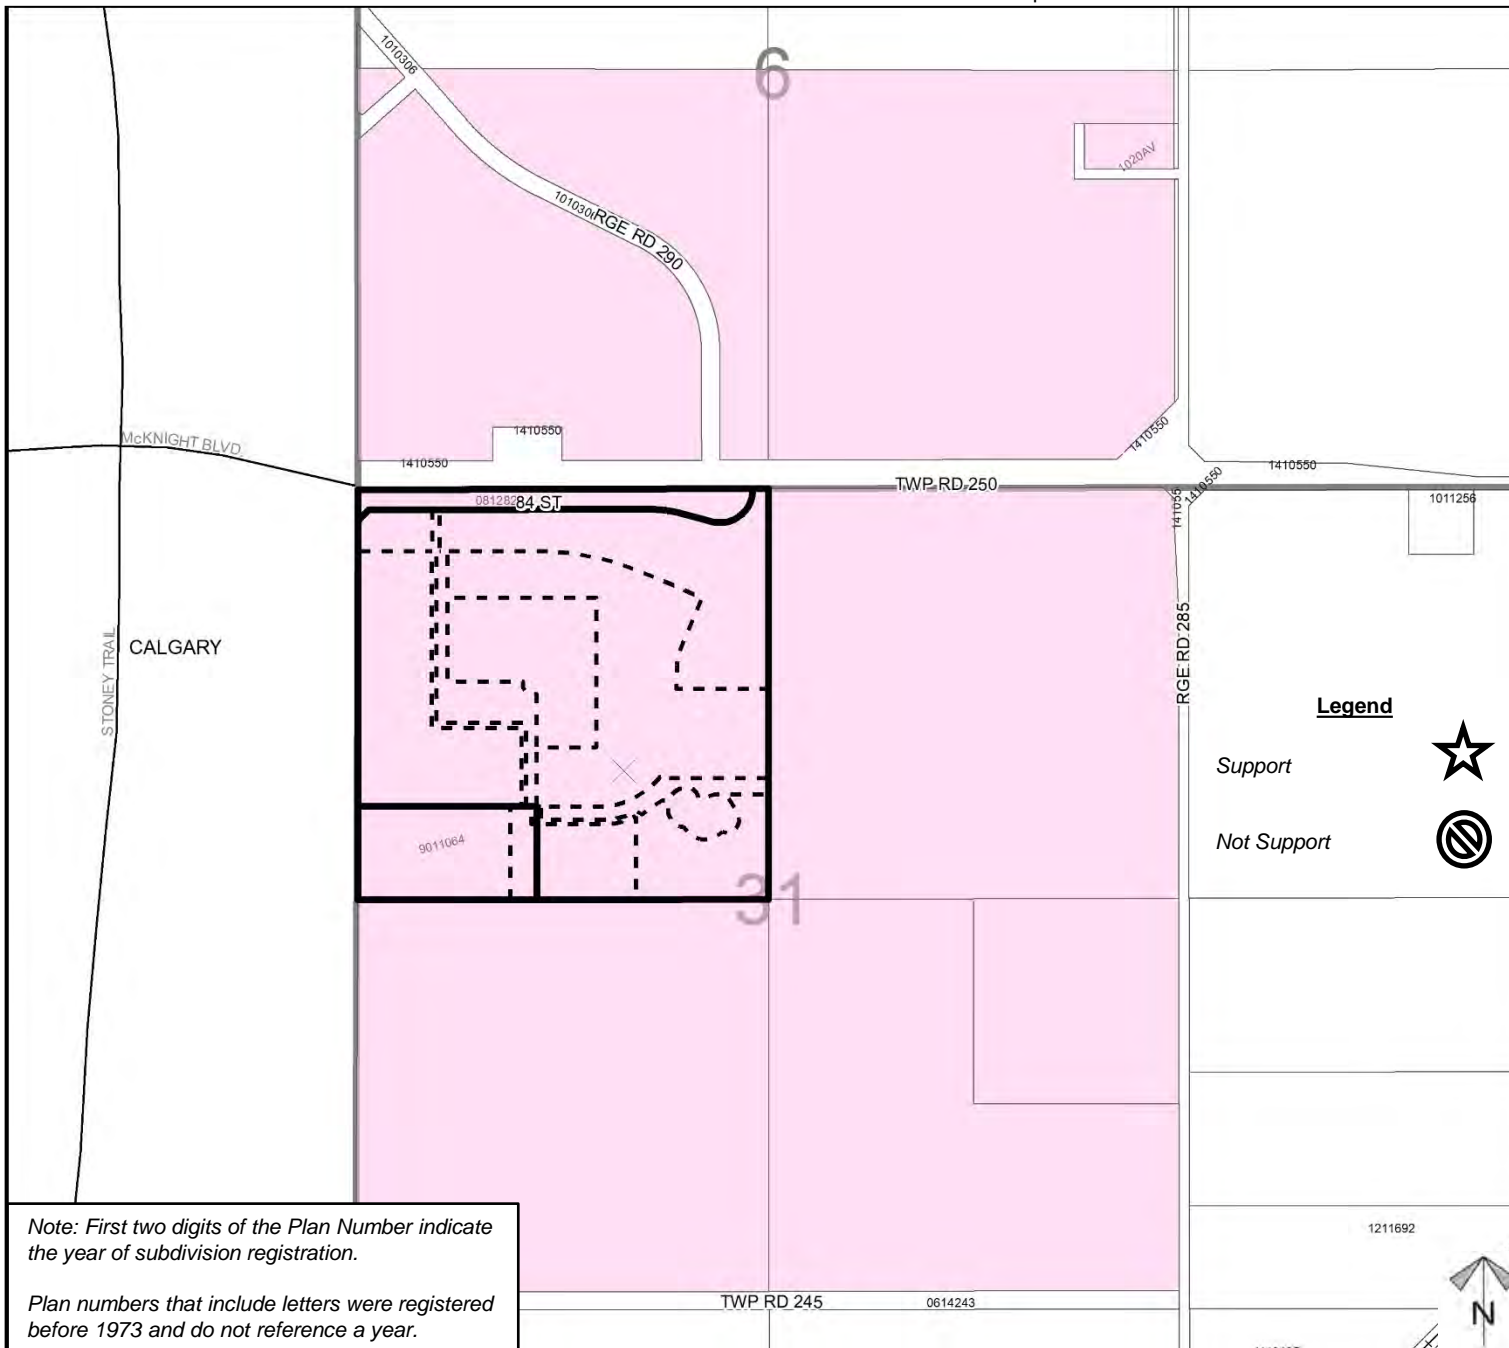 6
1010306
1020AV
RGE RD 290
1410550
McKNIGHT BLVD.
1410550
1410550
1410550
1410550
TWP RD 250
84 ST
1011256
RGE RD 285
STONEY TRAIL
CALGARY
Legend
Support
Not Support
9011064
31
Note: First two digits of the Plan Number indicate
the year of subdivision registration.
Plan numbers that include letters were registered
before 1973 and do not reference a year.
1211692
TWP RD 245
0614243
N